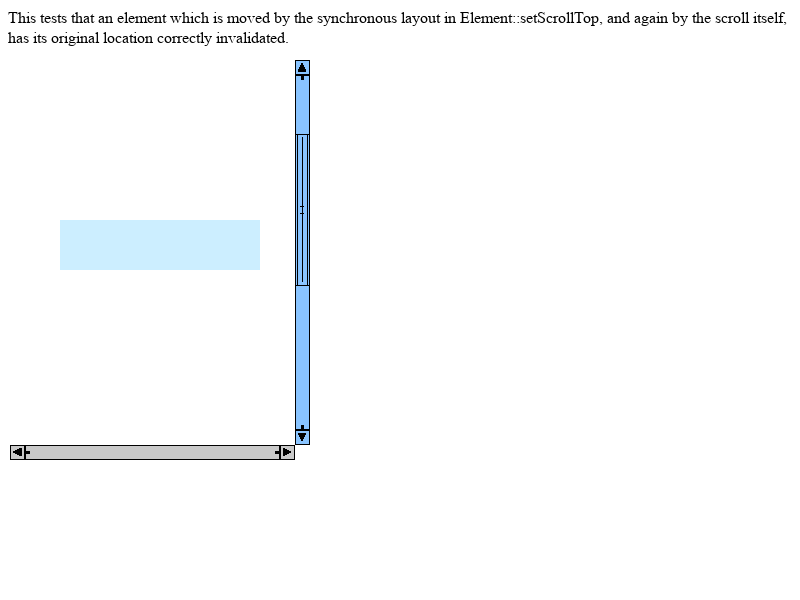 This tests that an element which is moved by the synchronous layout in Element::setScrollTop, and again by the scroll itself,
has its original location correctly invalidated.